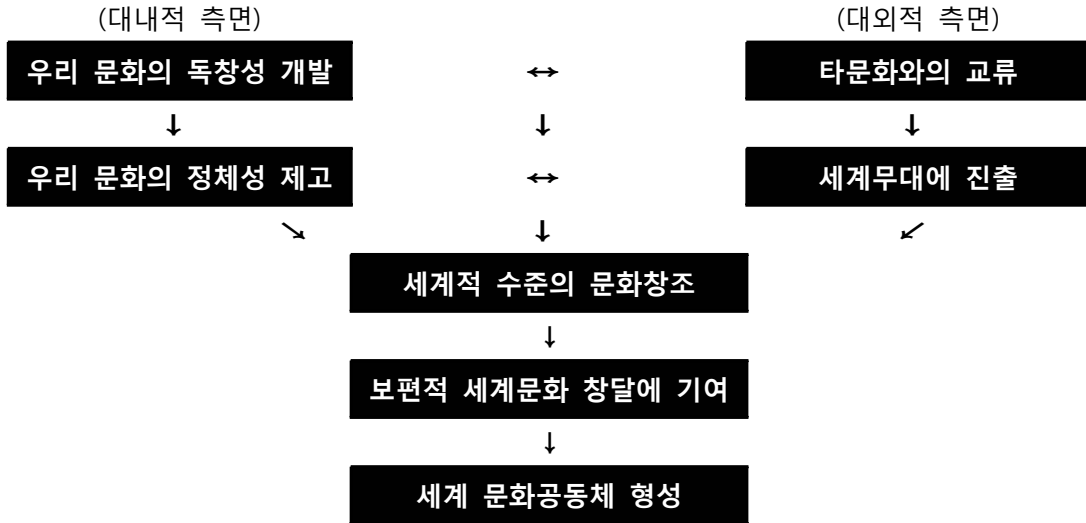 (대내적 측면) (대외적 측면)
우리 문화의 독창성 개발 ↔ 타문화와의 교류
↓ ↓ ↓
우리 문화의 정체성 제고 ↔ 세계무대에 진출
↘ ↓ ↙
세계적 수준의 문화창조
↓
보편적 세계문화 창달에 기여
↓
세계 문화공동체 형성